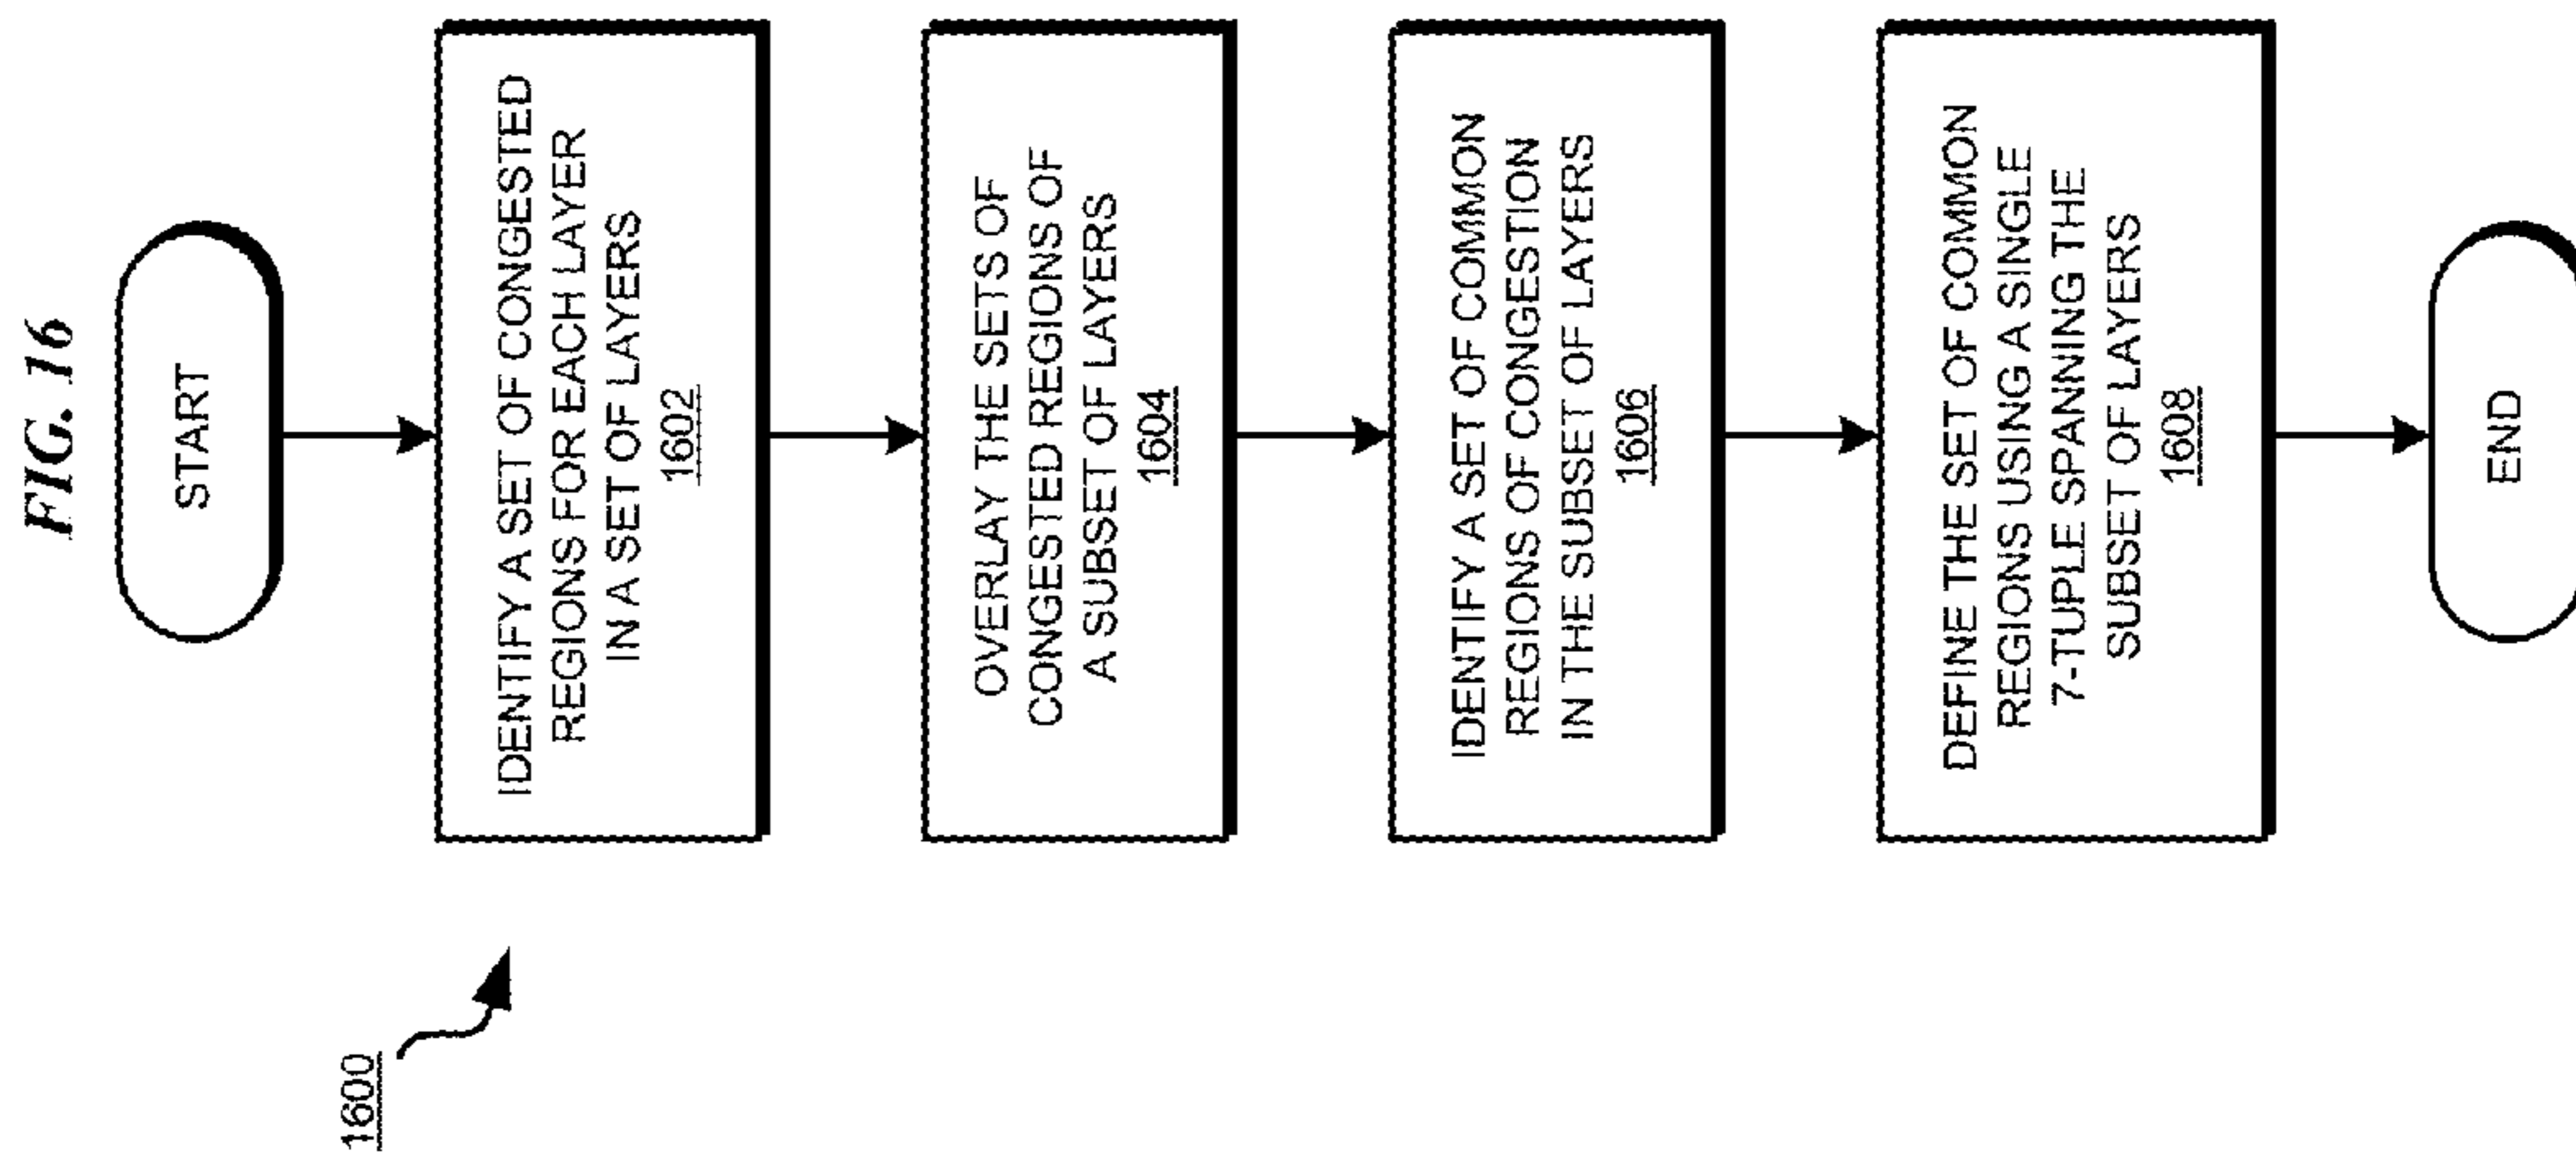 FIG. 16
1600
START
IDENTIFY A SET OF CONGESTED
REGIONS FOR EACH LAYER
IN A SET OF LAYERS
1602
OVERLAY THE SETS OF
CONGESTED REGIONS OF
A SUBSET OF LAYERS
1604
IDENTIFY A SET OF COMMON
REGIONS OF CONGESTION
IN THE SUBSET OF LAYERS
1606
DEFINE THE SET OF COMMON
REGIONS USING A SINGLE
7-TUPLE SPANNING THE
SUBSET OF LAYERS
1608
END